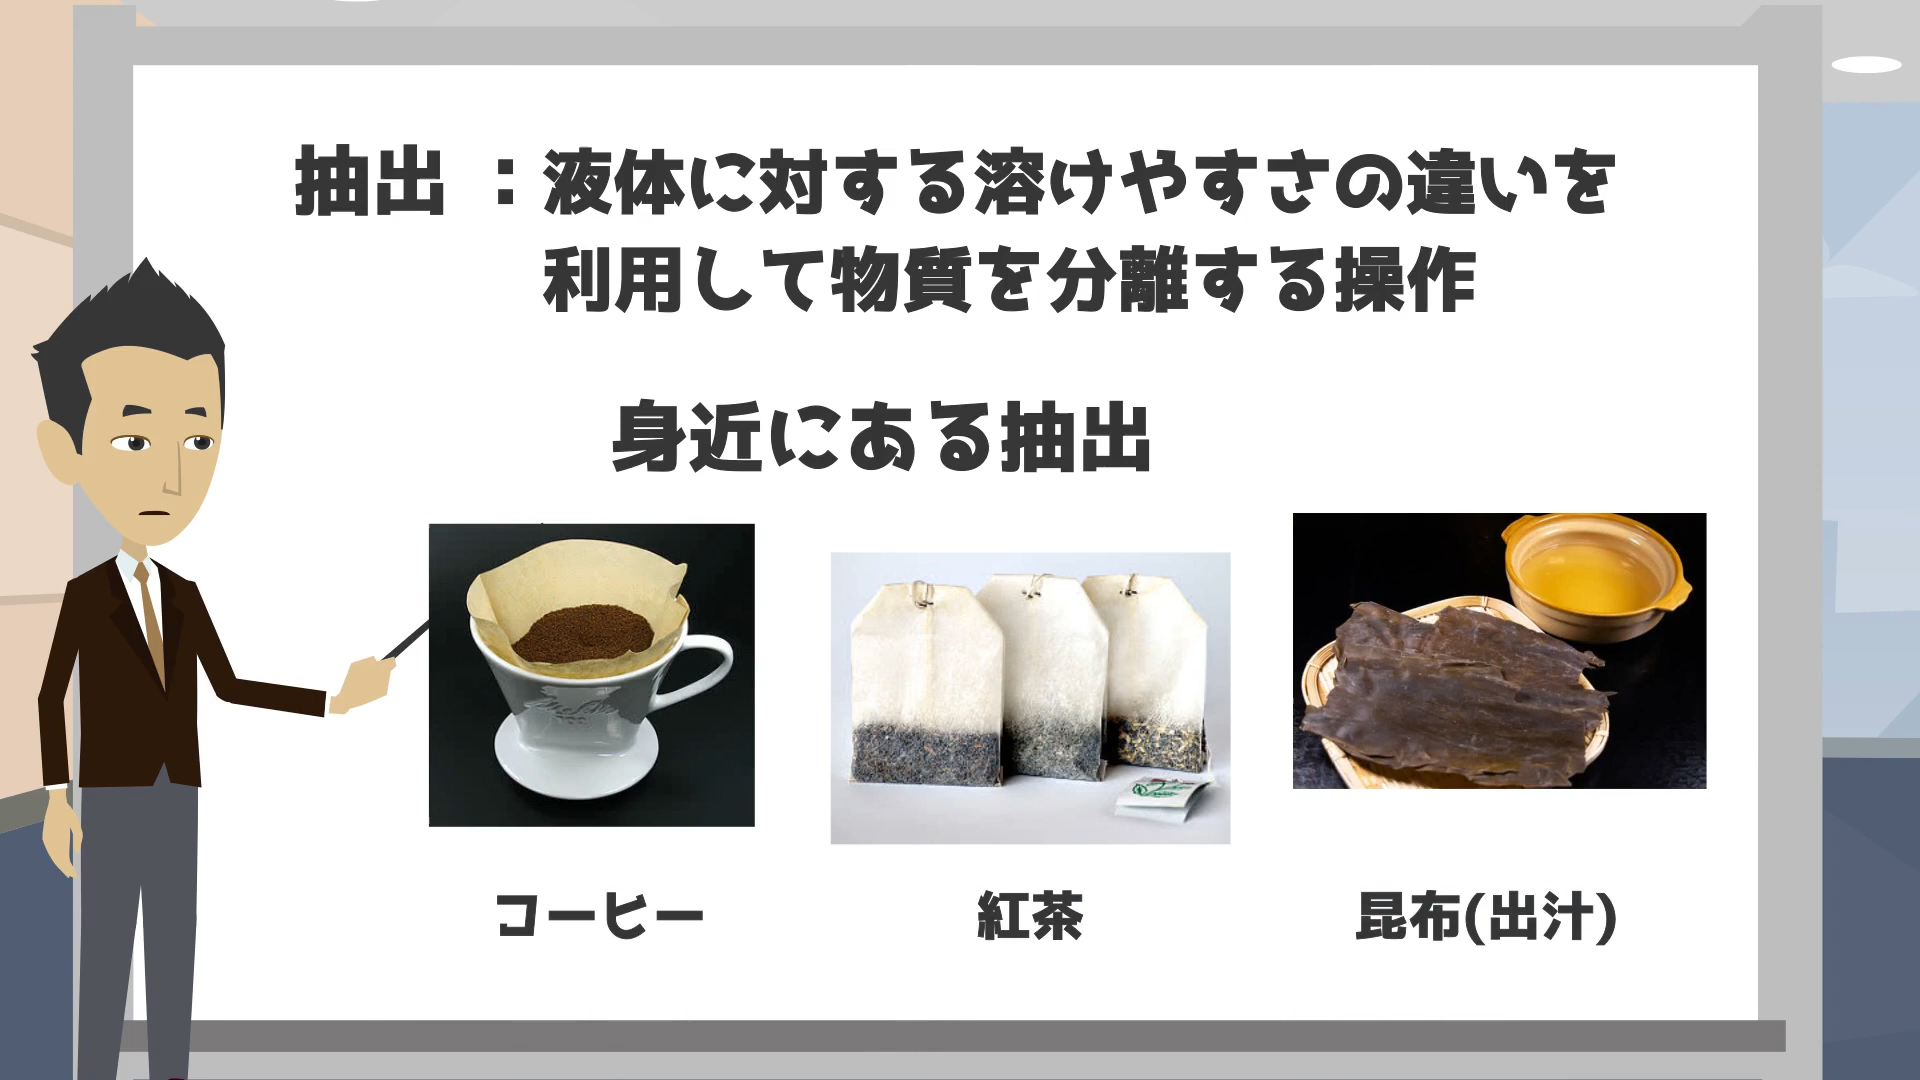 抽出 ：液体に対する溶けやすさの違いを
利用して物質を分離する操作
身近にある抽出
コーヒー
紅茶
昆布(出汁)